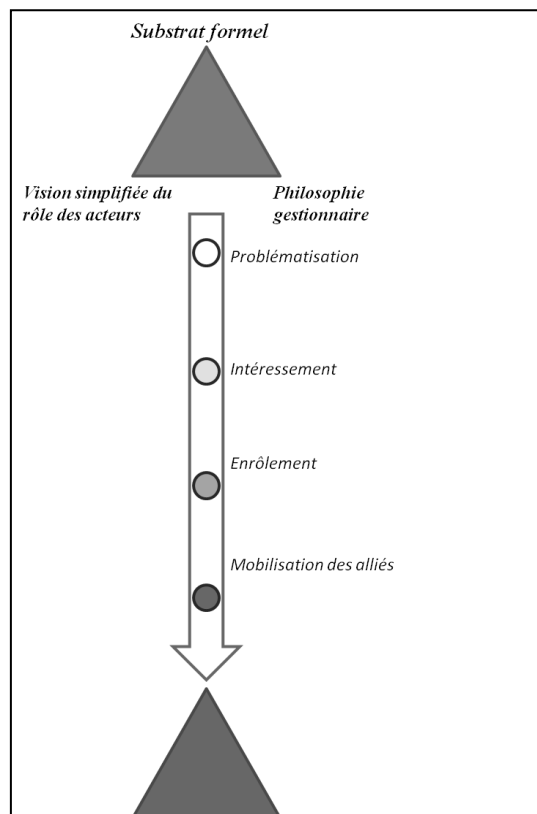 Substrat formel
Vision simplifiée du
rôle des acteurs
Philosophie
gestionnaire
Problématisation
Intéressement
Enrôlement
Mobilisation des alliés